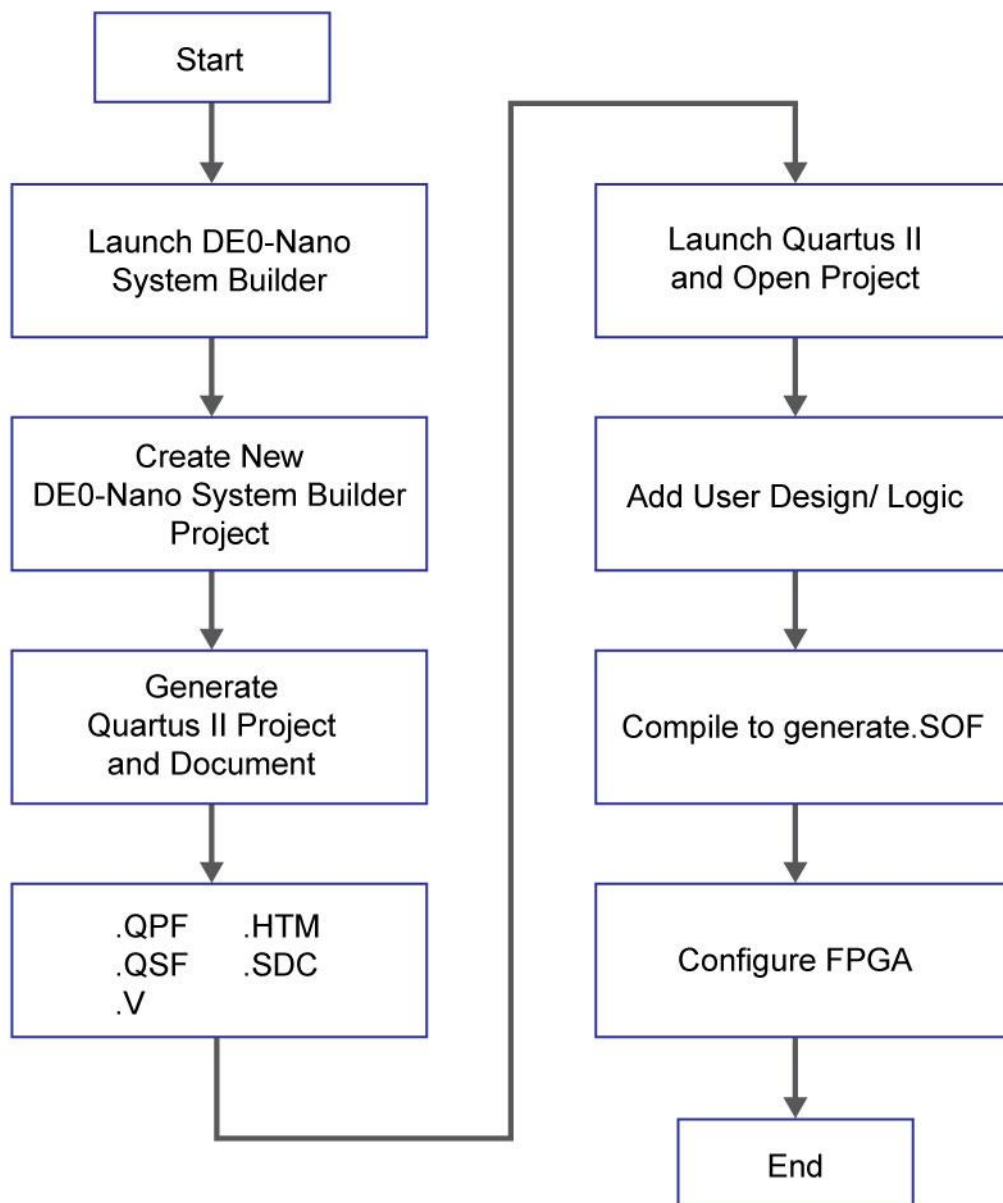 Start
Launch DE0-Nano
System Builder
Create New
DE0-Nano System Builder
Project
Generate
Quartus II Project
and Document
.QPF .HTM
.QSF .SDC
.V
Launch Quartus II
and Open Project
Add User Design/ Logic
Compile to generate.SOF
Configure FPGA
End